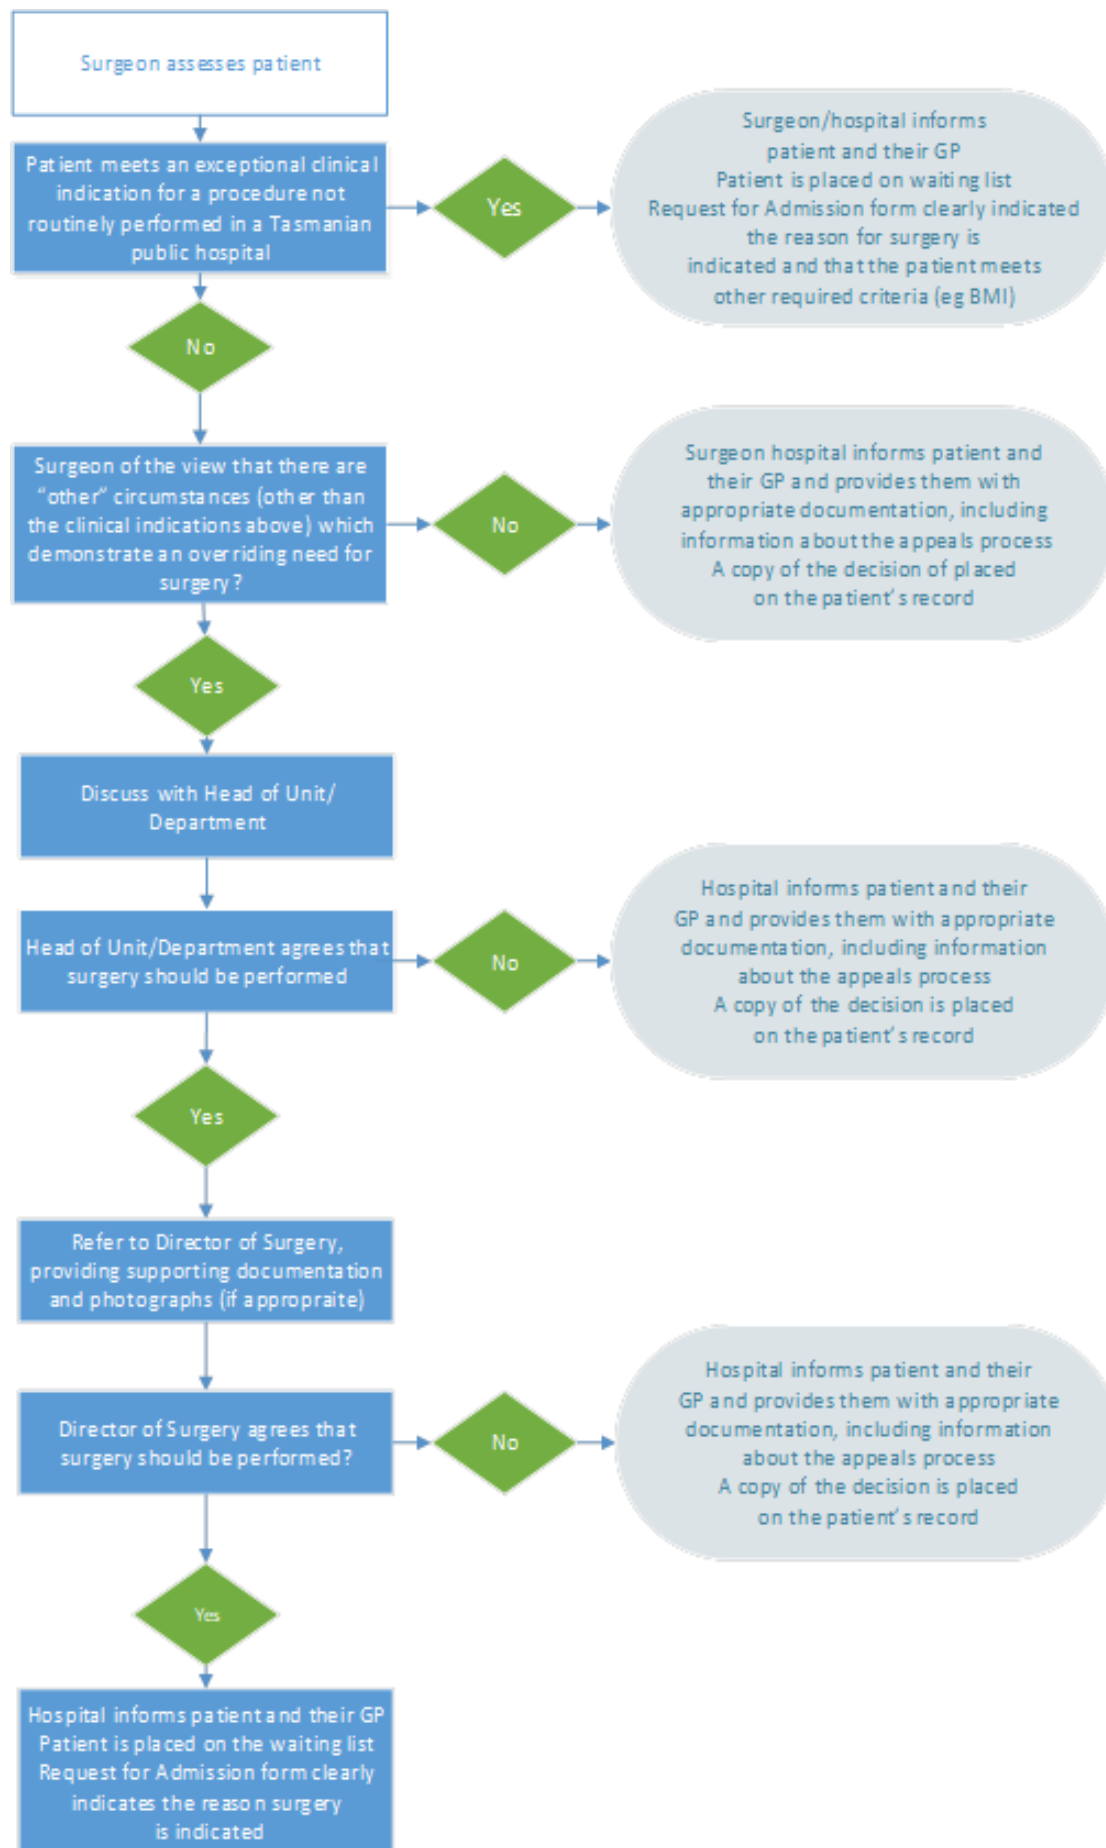 Surgeon assesses patient
Patient meets an exceptional clinical
indication for a procedure not
routinely performed in a Tasmanian
public hospital
Yes
Surgeon/hospital informs
patient and their GP
Patient is placed on waiting list
Request for Admission form clearly indicated
the reason for surgery is
indicated and that the patient meets
other required criteria (eg BMI)
No
Surgeon of the view that there are
"other" circumstances (other than
the clinical indications above) which
demonstrate an overriding need for
surgery?
No
Surgeon hospital informs patient and
their GP and provides them with
appropriate documentation, including
information about the appeals process
A copy of the decision of placed
on the patient's record
Yes
Discuss with Head of Unit/
Department
Head of Unit/Department agrees that
surgery should be performed
No
Hospital informs patient and their
GP and provides them with appropriate
documentation, including information
about the appeals process
A copy of the decision is placed
on the patient's record
Yes
Refer to Director of Surgery,
providing supporting documentation
and photographs (if appropraite)
Director of Surgery agrees that
surgery should be performed?
No
Hospital informs patient and their
GP and provides them with appropriate
documentation, including information
about the appeals process
A copy of the decision is placed
on the patient's record
Yes
Hospital informs patient and their GP
Patient is placed on the waiting list
Request for Admission form clearly
indicates the reason surgery
is indicated